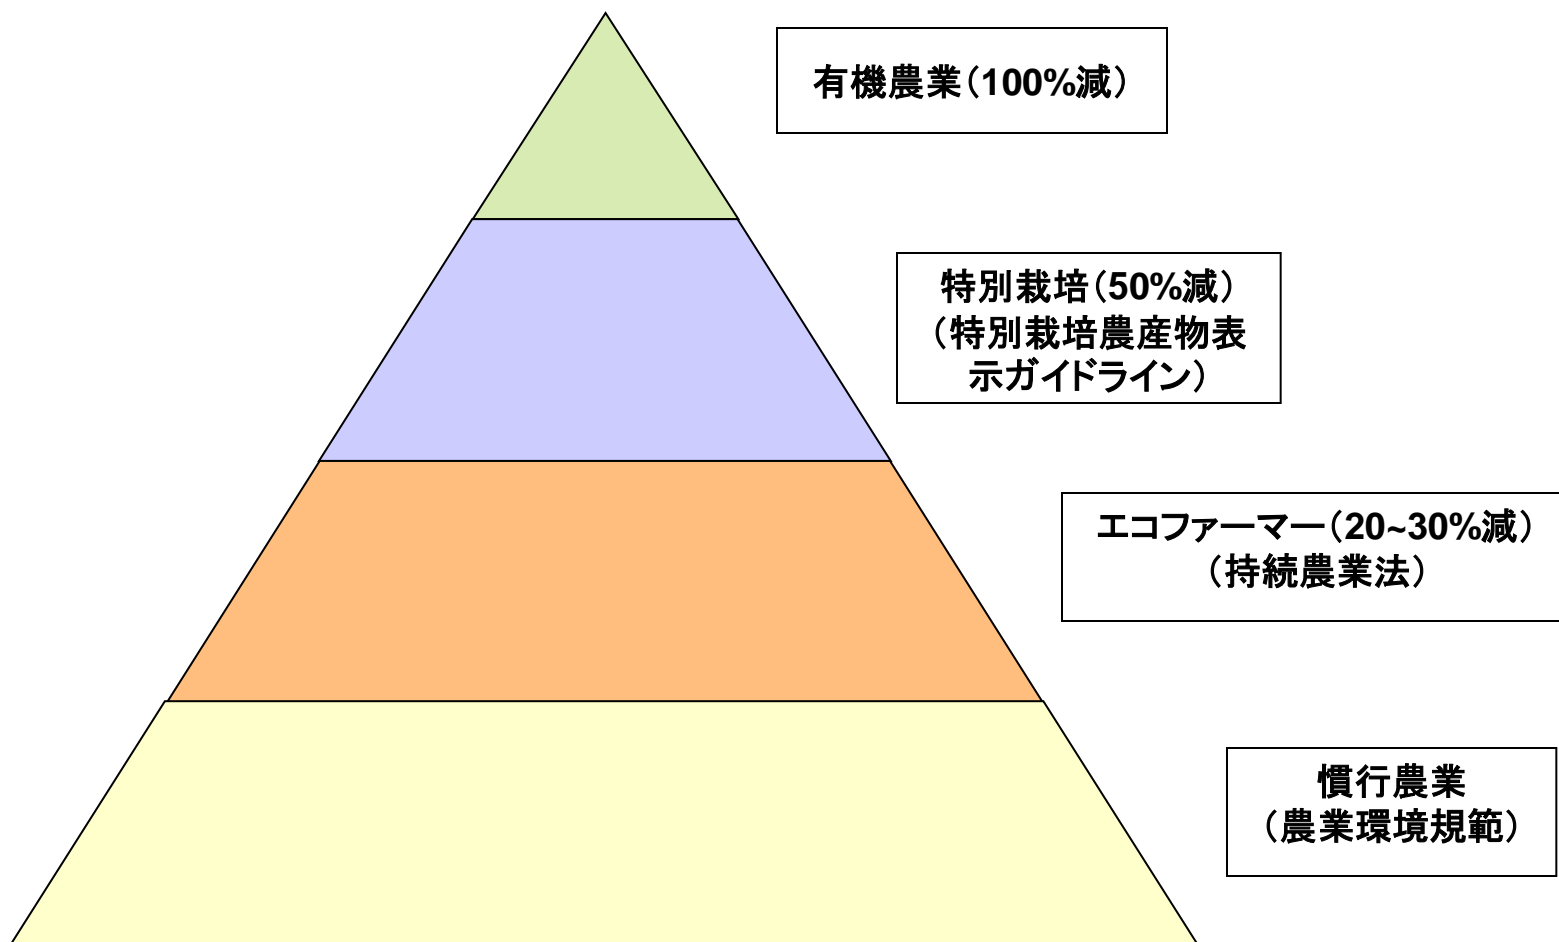 有機農業（100%減）
特別栽培（50%減）
（特別栽培農産物表
示ガイドライン）
エコファーマー（20~30%減）
（持続農業法）
慣行農業
（農業環境規範）